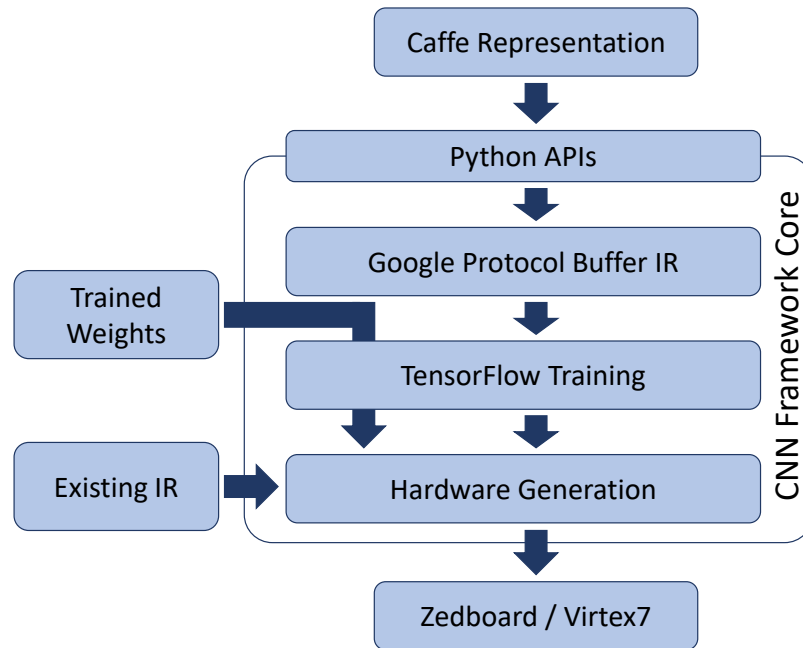 Caffe Representation
Python APIs
Google Protocol Buffer IR
Trained
Weights
TensorFlow Training
Existing IR
Hardware Generation
Zedboard / Virtex7
CNN Framework Core